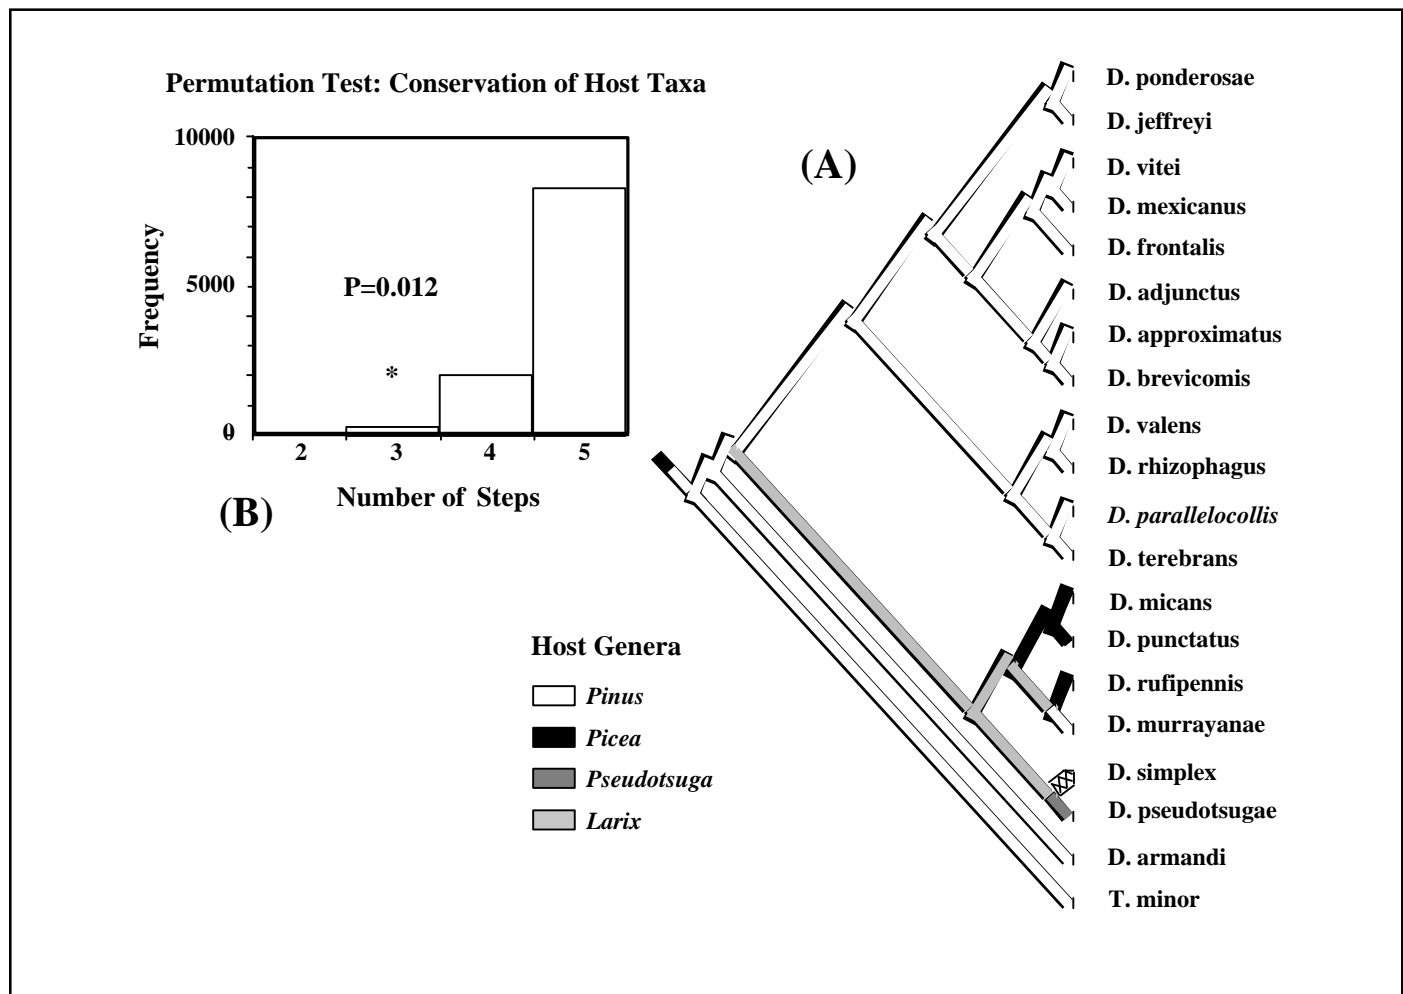 Permutation Test: Conservation of Host Taxa
10000
5000
0
Frequency
P=0.012
*
2 3 4 5
Number of Steps
(B)
(A)
Host Genera
Pinus
Picea
Pseudotsuga
Larix
D. ponderosae
D. jeffreyi
D. vitei
D. mexicanus
D. frontalis
D. adjunctus
D. approximatus
D. brevicomis
D. valens
D. rhizophagus
D. parallelocollis
D. terebrans
D. micans
D. punctatus
D. rufipennis
D. murrayanae
D. simplex
D. pseudotsugae
D. armandi
T. minor